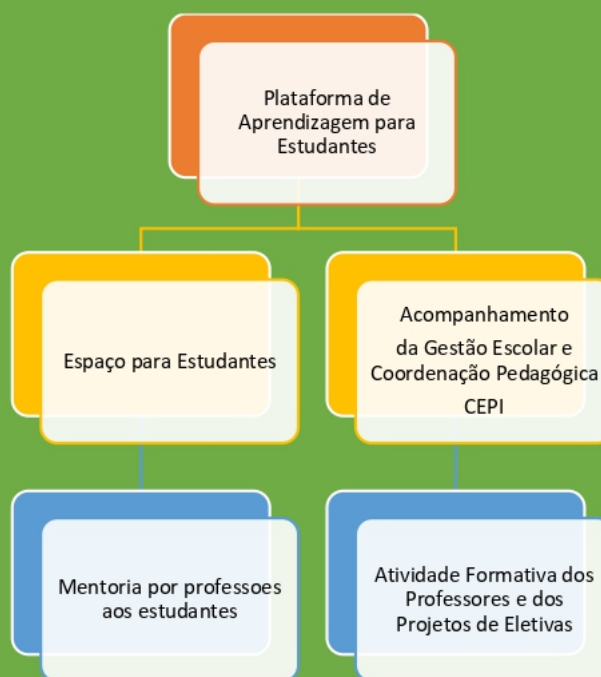 Plataforma de
Aprendizagem para
Estudantes
Espaço para Estudantes
Acompanhamento
da Gestão Escolar e
Coordenação Pedagógica
CEPI
Mentoria por professoes
aos estudantes
Atividade Formativa dos
Professores e dos
Projetos de Eletivas